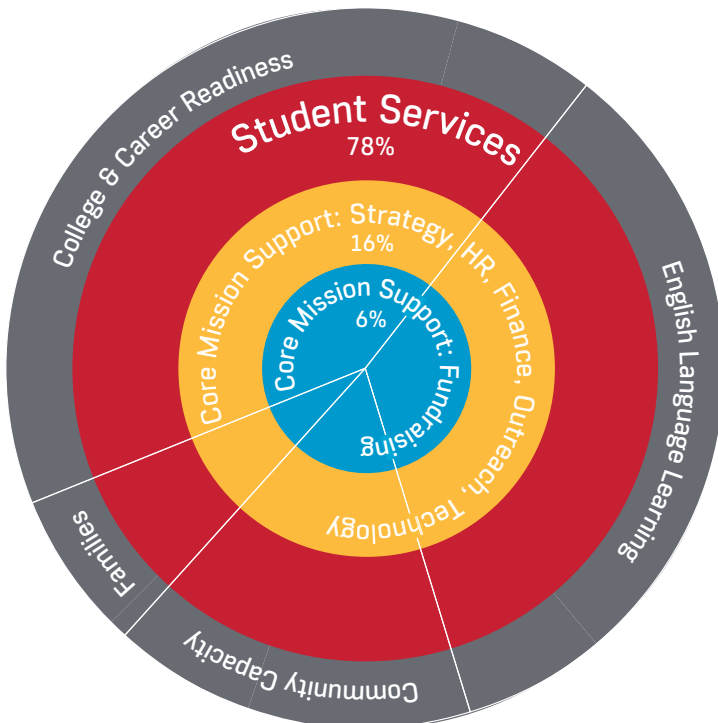 College & Career Readiness
Student Services
78%
Core Mission Support: Strategy, HR, Finance, Outreach, Technology
16%
Core Mission Support: Fundraising
6%
English Language Learning
Families
Community Capacity